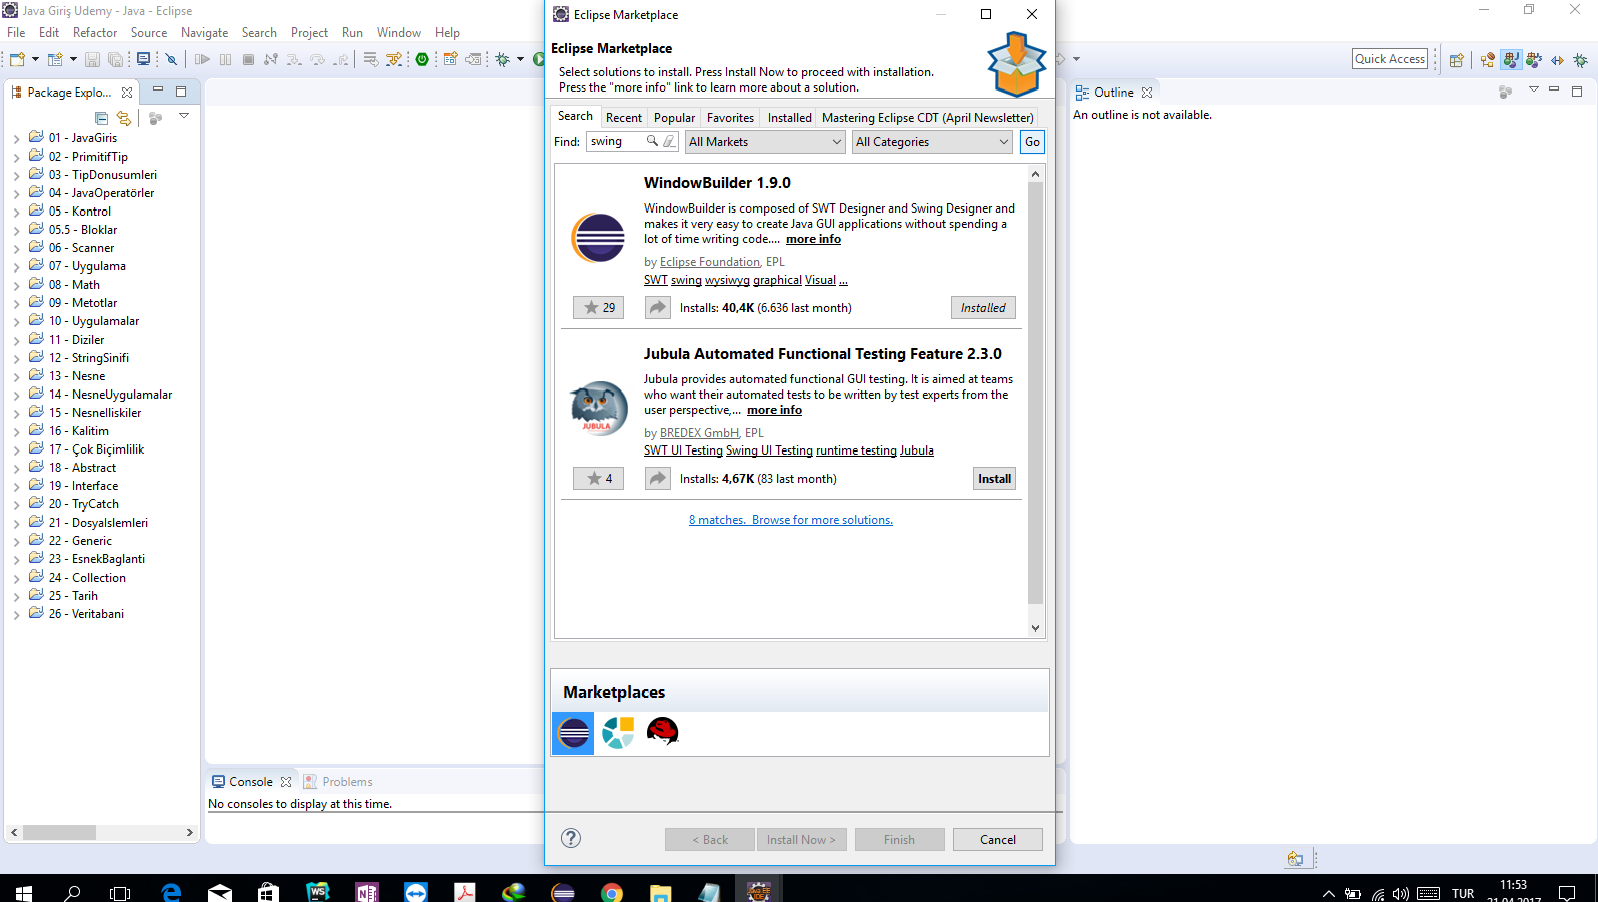 Java Giriş Udemy - Java - Eclipse
File Edit Refactor Source Navigate Search Project Run Window Help
Quick Access
Package Explo...
01 - JavaGiris
02 - PrimitifTip
03 - TipDonusumleri
04 - JavaOperatörler
05 - Kontrol
05.5 - Bloklar
06 - Scanner
07 - Uygulama
08 - Math
09 - Metotlar
10 - Uygulamalar
11 - Diziler
12 - StringSinifi
13 - Nesne
14 - NesneUygulamalar
15 - NesneIliskiler
16 - Kalitim
17 - Çok Biçimlilik
18 - Abstract
19 - Interface
20 - TryCatch
21 - DosyaIslemleri
22 - Generic
23 - EsnekBaglanti
24 - Collection
25 - Tarih
26 - Veritabani
Eclipse Marketplace
Eclipse Marketplace
Select solutions to install. Press Install Now to proceed with installation.
Press the "more info" link to learn more about a solution.
Search Recent Popular Favorites Installed Mastering Eclipse CDT (April Newsletter)
Find: swing All Markets All Categories Go
WindowBuilder 1.9.0
WindowBuilder is composed of SWT Designer and Swing Designer and
makes it very easy to create Java GUI applications without spending a
lot of time writing code.... more info
by Eclipse Foundation, EPL
SWT swing wysiwyg graphical Visual ...
29 Installs: 40,4K (6.636 last month) Installed
Jubula Automated Functional Testing Feature 2.3.0
Jubula provides automated functional GUI testing. It is aimed at teams
who want their automated tests to be written by test experts from the
user perspective,... more info
JUBULA
by BREDEX GmbH, EPL
SWT UI Testing Swing UI Testing runtime testing Jubula
4 Installs: 4,67K (83 last month) Install
8 matches. Browse for more solutions.
Marketplaces
< Back Install Now > Finish Cancel
Outline
An outline is not available.
Console Problems
No consoles to display at this time.
TUR
11:53
21.04.2017